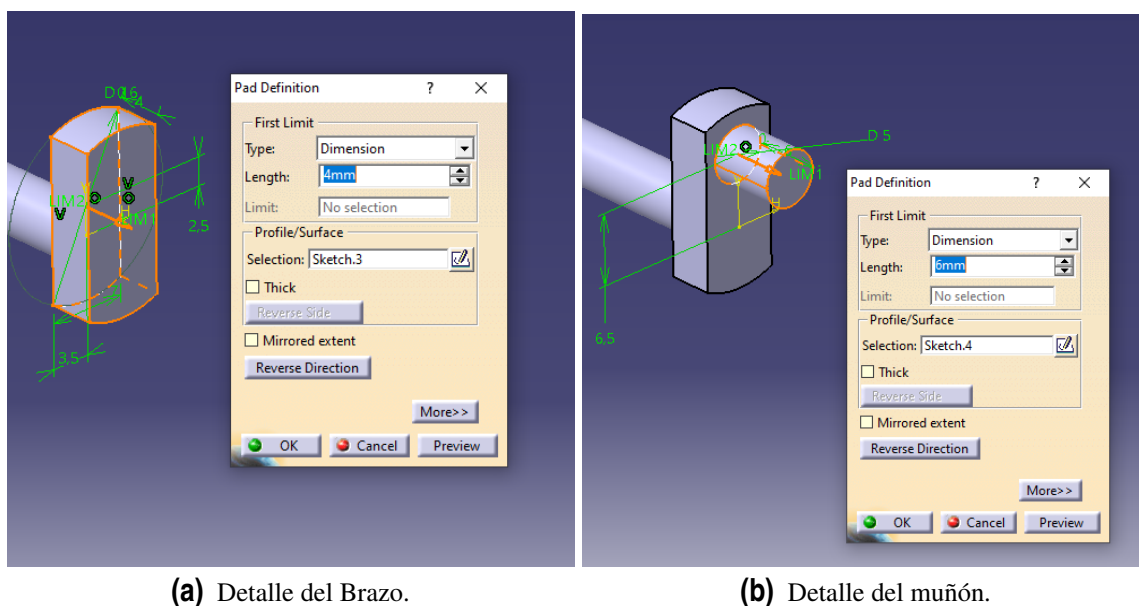 D 16
4
V
LIM2
V
V
H
LIM1
2,5
3,5
Pad Definition ? ×
First Limit
Type: Dimension
Length: 4mm
Limit: No selection
Profile/Surface
Selection: Sketch.3
Thick
Reverse Side
Mirrored extent
Reverse Direction
More>>
OK Cancel Preview
D 5
LIM2
LIM1
V
H
6,5
Pad Definition ? ×
First Limit
Type: Dimension
Length: 6mm
Limit: No selection
Profile/Surface
Selection: Sketch.4
Thick
Reverse Side
Mirrored extent
Reverse Direction
More>>
OK Cancel Preview
(a) Detalle del Brazo.
(b) Detalle del muñón.